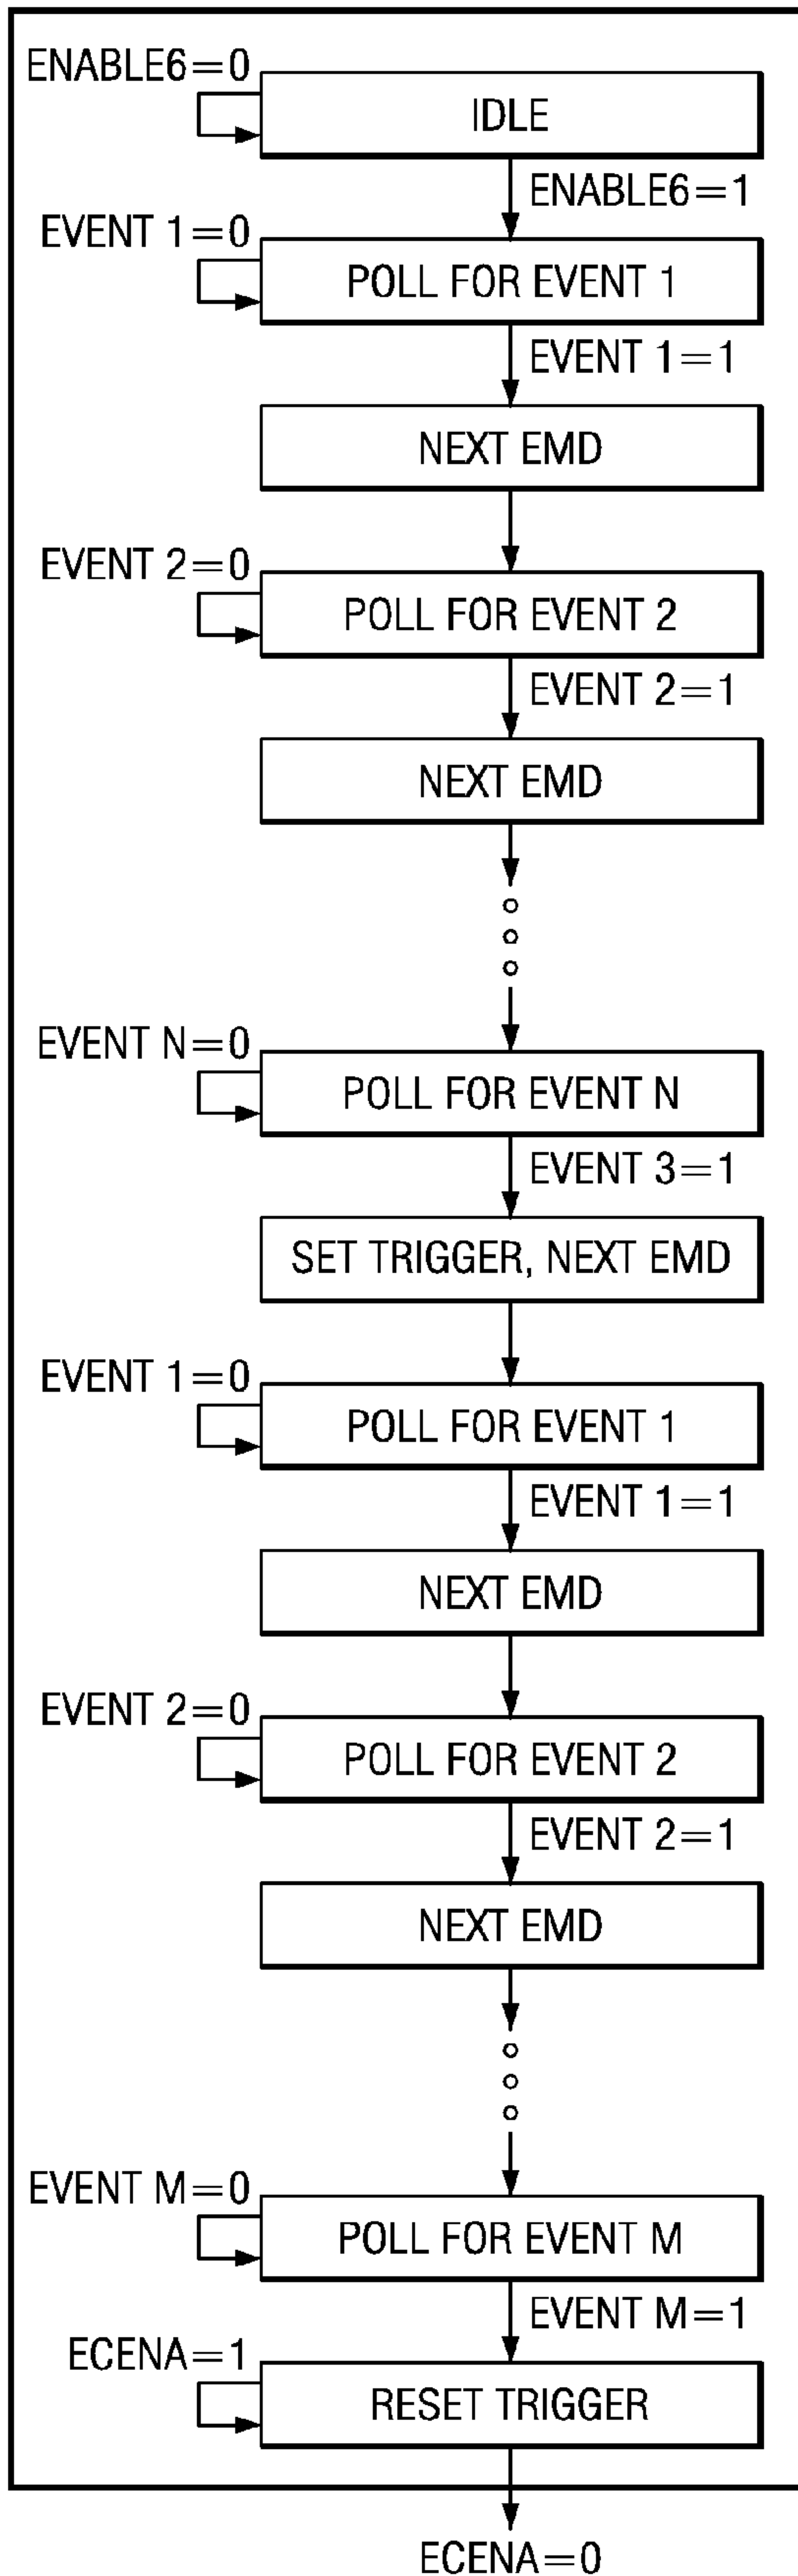 ENABLE6=0
IDLE
ENABLE6=1
EVENT 1=0
POLL FOR EVENT 1
EVENT 1=1
NEXT EMD
EVENT 2=0
POLL FOR EVENT 2
EVENT 2=1
NEXT EMD
EVENT N=0
POLL FOR EVENT N
EVENT 3=1
SET TRIGGER, NEXT EMD
EVENT 1=0
POLL FOR EVENT 1
EVENT 1=1
NEXT EMD
EVENT 2=0
POLL FOR EVENT 2
EVENT 2=1
NEXT EMD
EVENT M=0
POLL FOR EVENT M
EVENT M=1
ECENA=1
RESET TRIGGER
ECENA=0